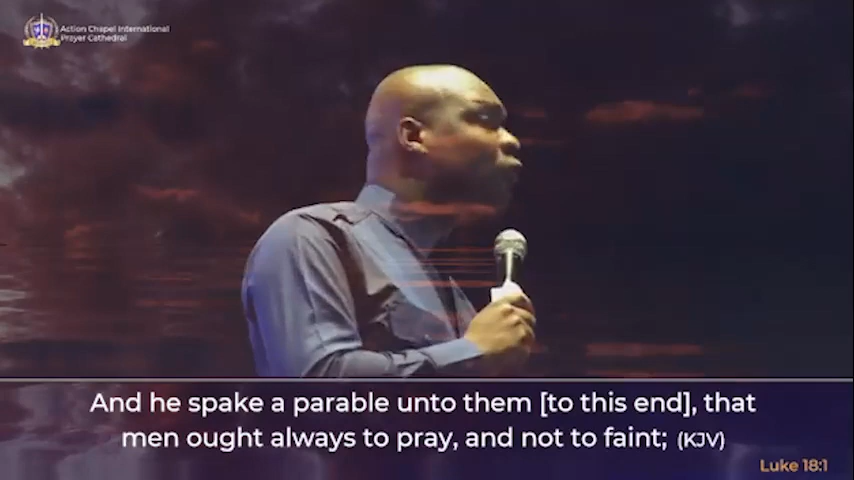 Action Chapel International
Prayer Cathedral
And he spake a parable unto them [to this end], that
men ought always to pray, and not to faint; (KJV)
Luke 18:1